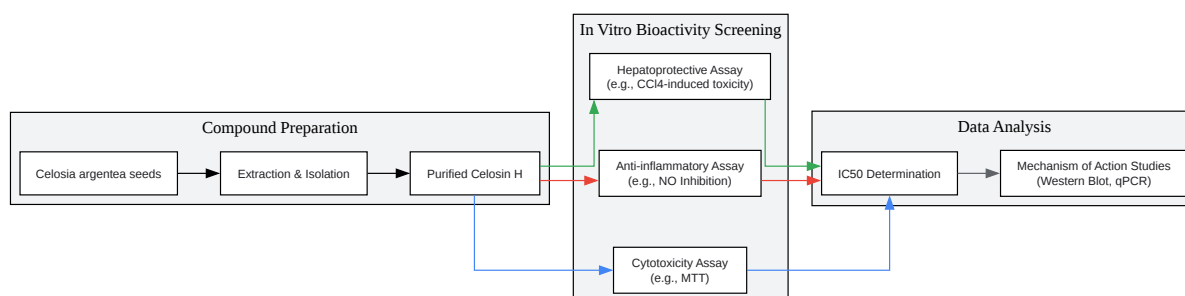 In Vitro Bioactivity Screening
Hepatoprotective Assay
(e.g., CCl4-induced toxicity)
Compound Preparation
Data Analysis
Celosia argentea seeds
Extraction & Isolation
Purified Celosin H
Anti-inflammatory Assay
(e.g., NO Inhibition)
IC50 Determination
Mechanism of Action Studies
(Western Blot, qPCR)
Cytotoxicity Assay
(e.g., MTT)